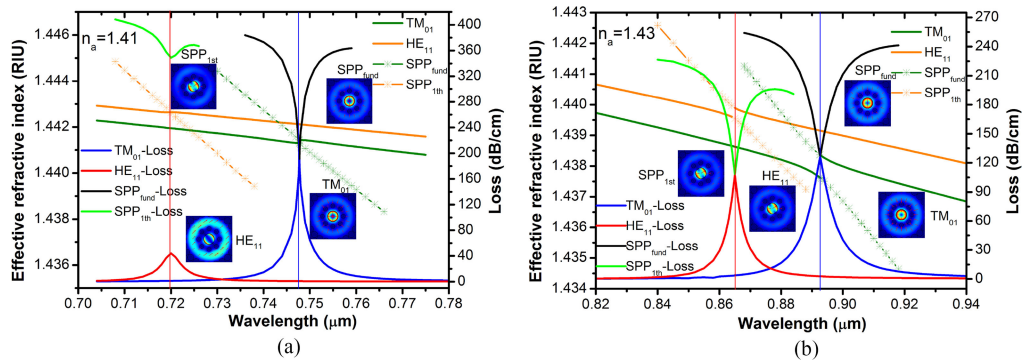 (a)
n_a=1.41
Effective refractive index (RIU)
1.446
1.444
1.442
1.440
1.438
1.436
0.70
0.71
0.72
0.73
0.74
0.75
0.76
0.77
0.78
Wavelength (μm)
Loss (dB/cm)
400
360
320
280
240
200
160
120
80
40
0
TM_01
HE_11
SPP_fund
SPP_1th
SPP_1st
SPP_fund
TM_01-Loss
HE_11-Loss
SPP_fund-Loss
SPP_1th-Loss
TM_01
HE_11
(a)
(b)
n_a=1.43
Effective refractive index (RIU)
1.443
1.442
1.441
1.440
1.439
1.438
1.437
1.436
1.435
1.434
0.82
0.84
0.86
0.88
0.90
0.92
0.94
Wavelength (μm)
Loss (dB/cm)
270
240
210
180
150
120
90
60
30
0
TM_01
HE_11
SPP_fund
SPP_1th
SPP_fund
SPP_1st
HE_11
TM_01
TM_01-Loss
HE_11-Loss
SPP_fund-Loss
SPP_1th-Loss
(b)